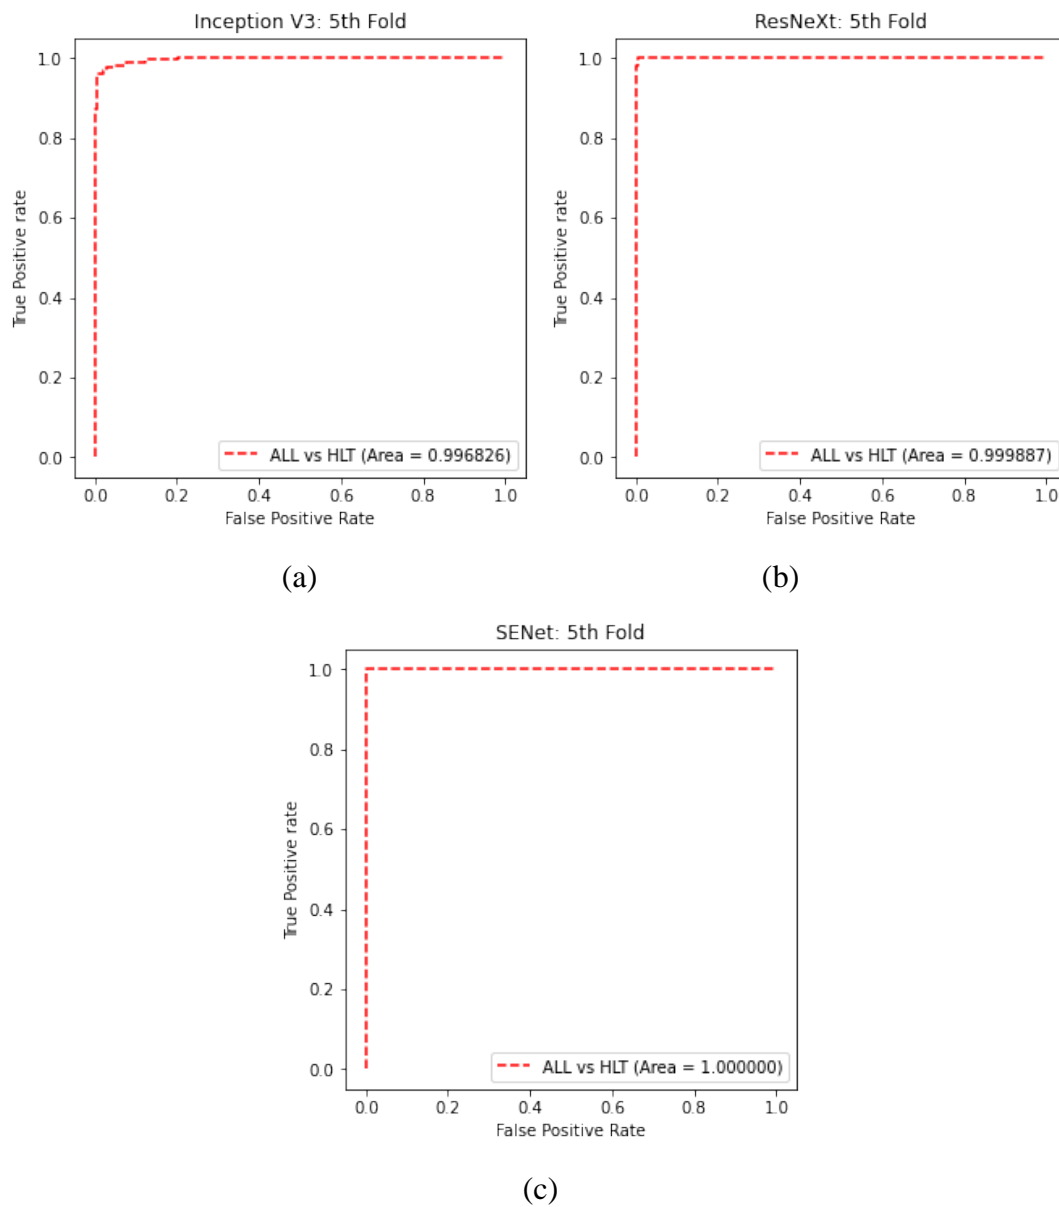 Inception V3: 5th Fold
True Positive rate
1.0
0.8
0.6
0.4
0.2
0.0
ALL vs HLT (Area = 0.996826)
0.0 0.2 0.4 0.6 0.8 1.0
False Positive Rate
(a)
ResNeXt: 5th Fold
True Positive rate
1.0
0.8
0.6
0.4
0.2
0.0
ALL vs HLT (Area = 0.999887)
0.0 0.2 0.4 0.6 0.8 1.0
False Positive Rate
(b)
SENet: 5th Fold
True Positive rate
1.0
0.8
0.6
0.4
0.2
0.0
ALL vs HLT (Area = 1.000000)
0.0 0.2 0.4 0.6 0.8 1.0
False Positive Rate
(c)